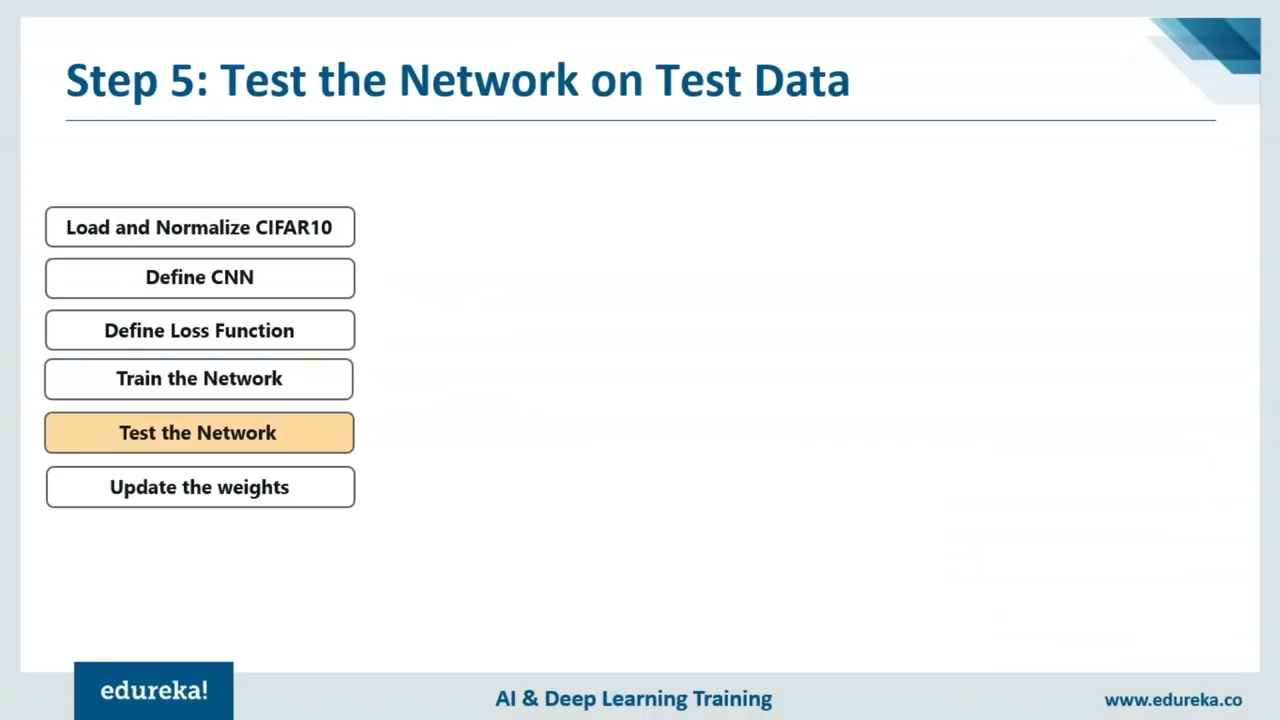 Step 5: Test the Network on Test Data
Load and Normalize CIFAR10
Define CNN
Define Loss Function
Train the Network
Test the Network
Update the weights
edureka!
AI & Deep Learning Training
www.edureka.co